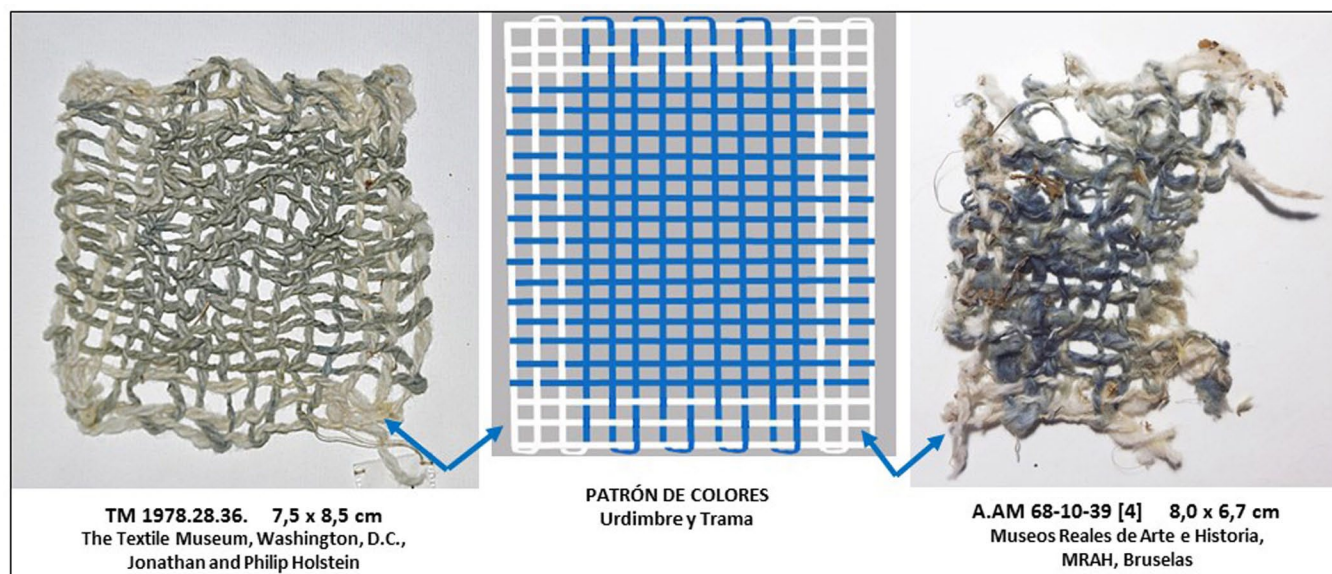 TM 1978.28.36. 7,5 x 8,5 cm
The Textile Museum, Washington, D.C.,
Jonathan and Philip Holstein
PATRÓN DE COLORES
Urdimbre y Trama
A.AM 68-10-39 [4] 8,0 x 6,7 cm
Museos Reales de Arte e Historia,
MRAH, Bruselas